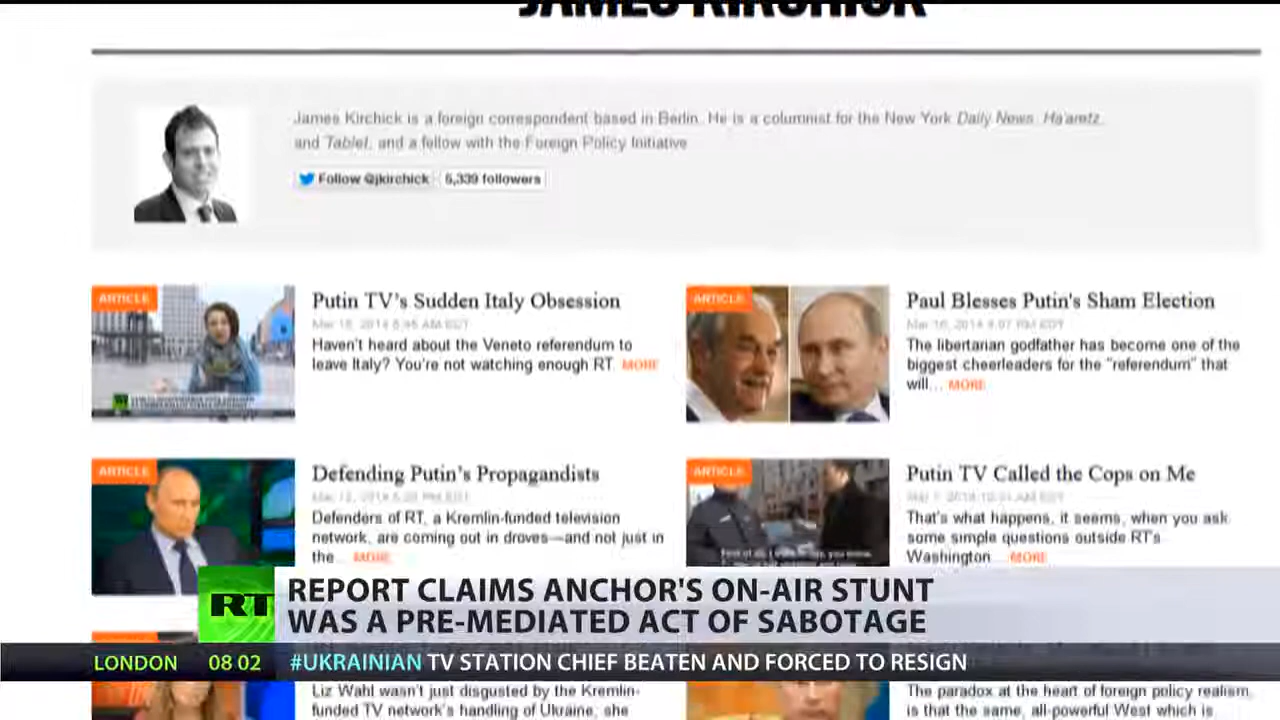 JAMES KIRCHICK
James Kirchick is a foreign correspondent based in Berlin. He is a columnist for the New York Daily News, Ha'aretz,
and Tablet, and a fellow with the Foreign Policy Initiative
Follow @jkirchick 5,339 followers
ARTICLE
Putin TV's Sudden Italy Obsession
Haven't heard about the Veneto referendum to
leave Italy? You're not watching enough RT. MORE
ARTICLE
Paul Blesses Putin's Sham Election
The libertarian godfather has become one of the
biggest cheerleaders for the "referendum" that
will... MORE
ARTICLE
Defending Putin's Propagandists
Defenders of RT, a Kremlin-funded television
network, are coming out in droves—and not just in
the... MORE
ARTICLE
Putin TV Called the Cops on Me
That's what happens, it seems, when you ask
some simple questions outside RT's
Washington... MORE
RT
REPORT CLAIMS ANCHOR'S ON-AIR STUNT
WAS A PRE-MEDIATED ACT OF SABOTAGE
LONDON 08 02 #UKRAINIAN TV STATION CHIEF BEATEN AND FORCED TO RESIGN
Liz Wahl wasn't just disgusted by the Kremlin-
funded TV network's handling of Ukraine; she
The paradox at the heart of foreign policy realism
is that the same, all-powerful West which is